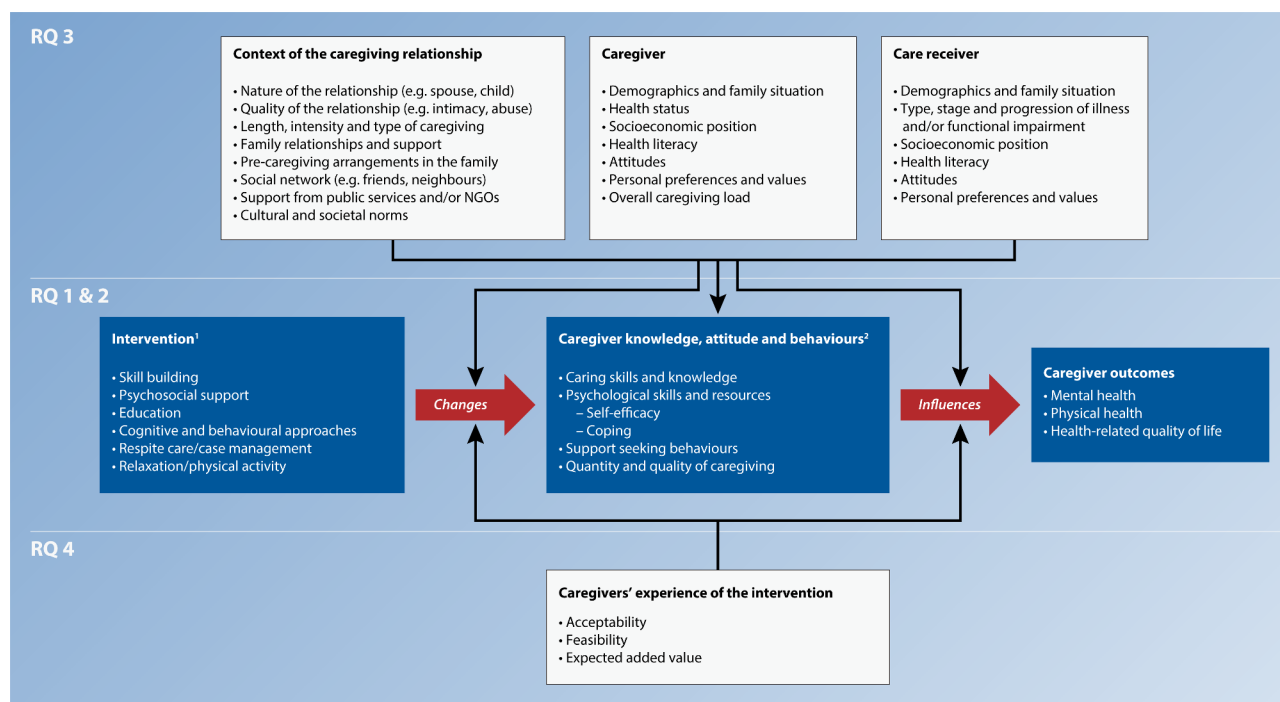 RQ 3
Context of the caregiving relationship
• Nature of the relationship (e.g. spouse, child)
• Quality of the relationship (e.g. intimacy, abuse)
• Length, intensity and type of caregiving
• Family relationships and support
• Pre-caregiving arrangements in the family
• Social network (e.g. friends, neighbours)
• Support from public services and/or NGOs
• Cultural and societal norms
Caregiver
• Demographics and family situation
• Health status
• Socioeconomic position
• Health literacy
• Attitudes
• Personal preferences and values
• Overall caregiving load
Care receiver
• Demographics and family situation
• Type, stage and progression of illness
and/or functional impairment
• Socioeconomic position
• Health literacy
• Attitudes
• Personal preferences and values
RQ 1 & 2
Intervention¹
• Skill building
• Psychosocial support
• Education
• Cognitive and behavioural approaches
• Respite care/case management
• Relaxation/physical activity
Changes
Caregiver knowledge, attitude and behaviours²
• Caring skills and knowledge
• Psychological skills and resources
– Self-efficacy
– Coping
• Support seeking behaviours
• Quantity and quality of caregiving
Influences
Caregiver outcomes
• Mental health
• Physical health
• Health-related quality of life
RQ 4
Caregivers’ experience of the intervention
• Acceptability
• Feasibility
• Expected added value